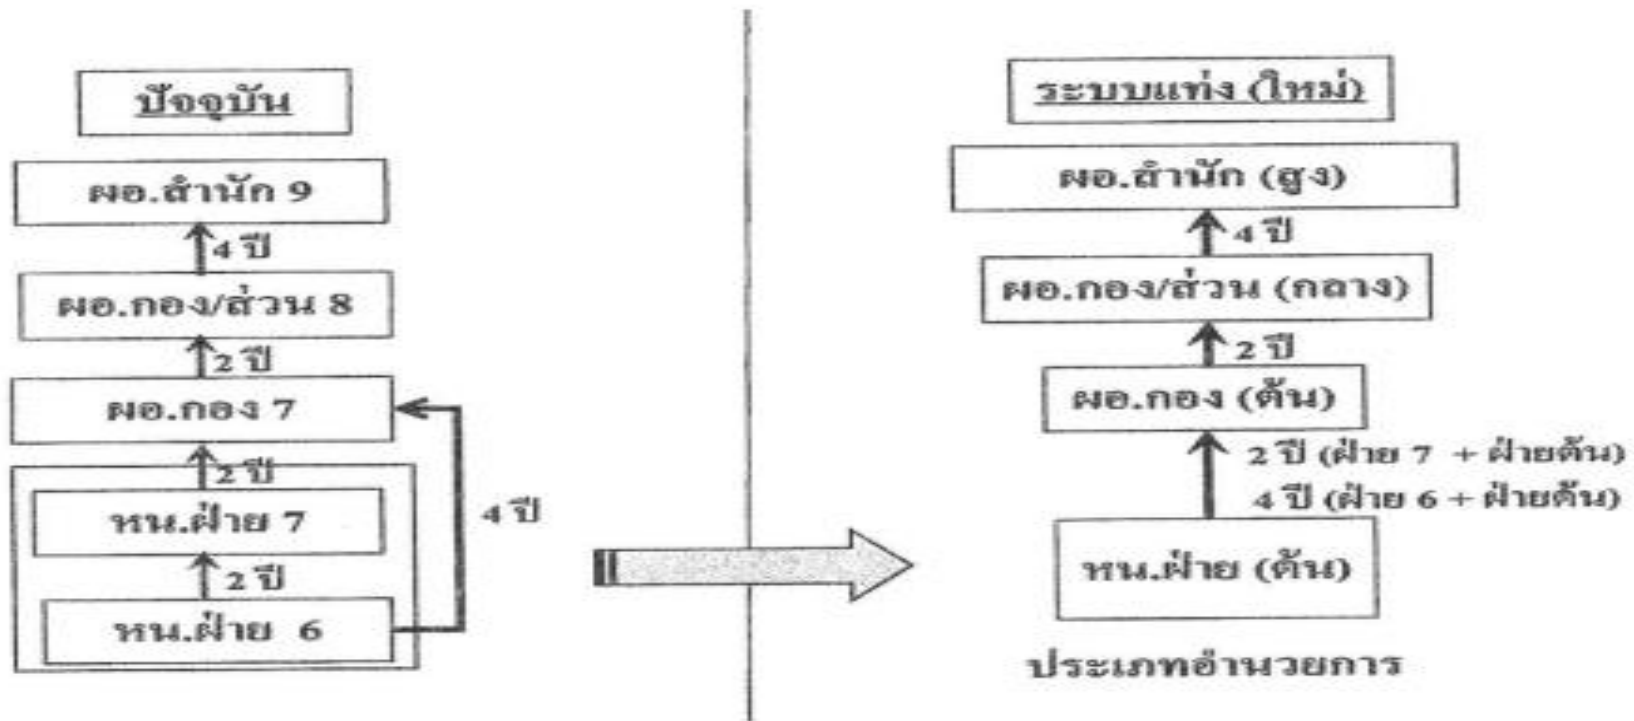 ปัจจุบัน
ผอ.สำนัก 9
4 ปี
ผอ.กอง/ส่วน 8
2 ปี
ผอ.กอง 7
2 ปี
หน.ฝ่าย 7
4 ปี
2 ปี
หน.ฝ่าย 6
ระบบแท่ง (ใหม่)
ผอ.สำนัก (สูง)
4 ปี
ผอ.กอง/ส่วน (กลาง)
2 ปี
ผอ.กอง (ต้น)
2 ปี (ฝ่าย 7 + ฝ่ายต้น)
4 ปี (ฝ่าย 6 + ฝ่ายต้น)
หน.ฝ่าย (ต้น)
ประเภทอำนวยการ